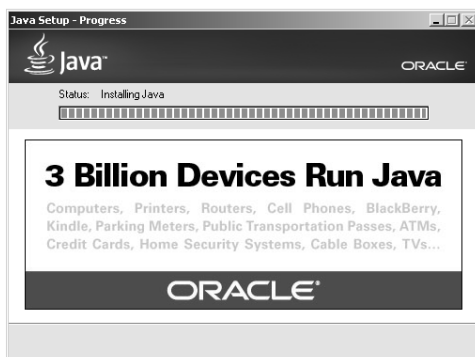 Java Setup - Progress
Java™
ORACLE®
Status: Installing Java
3 Billion Devices Run Java
Computers, Printers, Routers, Cell Phones, BlackBerry,
Kindle, Parking Meters, Public Transportation Passes, ATMs,
Credit Cards, Home Security Systems, Cable Boxes, TVs...
ORACLE®